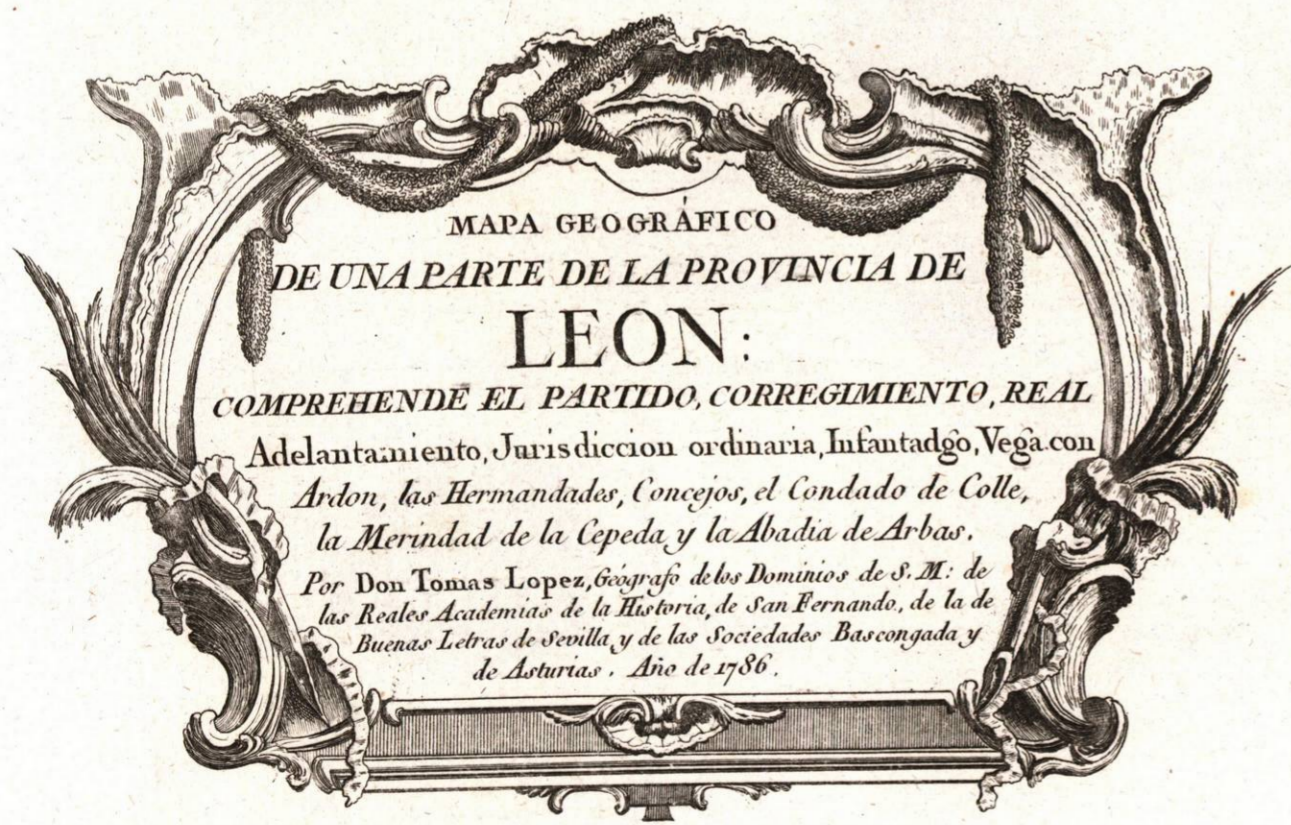 MAPA GEOGRÁFICO
DE UNA PARTE DE LA PROVINCIA DE
LEON:
COMPREHENDE EL PARTIDO, CORREGIMIENTO, REAL
Adelantamiento, Jurisdiccion ordinaria, Infantadgo, Vega con
Ardon, las Hermandades, Concejos, el Condado de Colle,
la Merindad de la Cepeda y la Abadia de Arbas.
Por Don Tomas Lopez, Geografo de los Dominios de S. M: de
las Reales Academias de la Historia, de San Fernando, de la de
Buenas Letras de Sevilla, y de las Sociedades Bascongada y
de Asturias. Año de 1786.